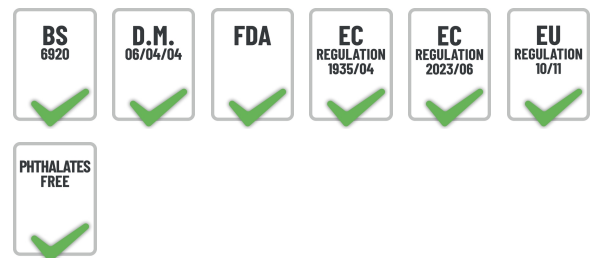 BS
6920
D.M.
06/04/04
FDA
EC
REGULATION
1935/04
EC
REGULATION
2023/06
EU
REGULATION
10/11
PHTHALATES
FREE